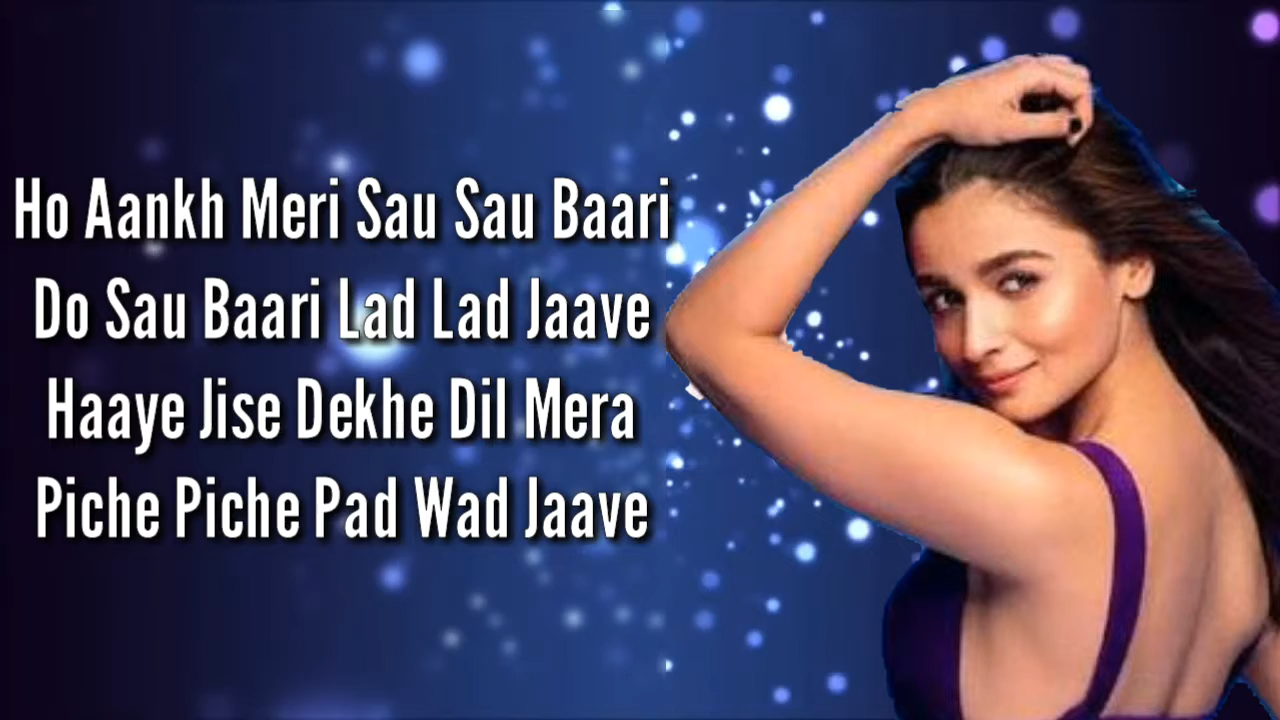 Ho Aankh Meri Sau Sau Baari
Do Sau Baari Lad Lad Jaave
Haaye Jise Dekhe Dil Mera
Piche Piche Pad Wad Jaave